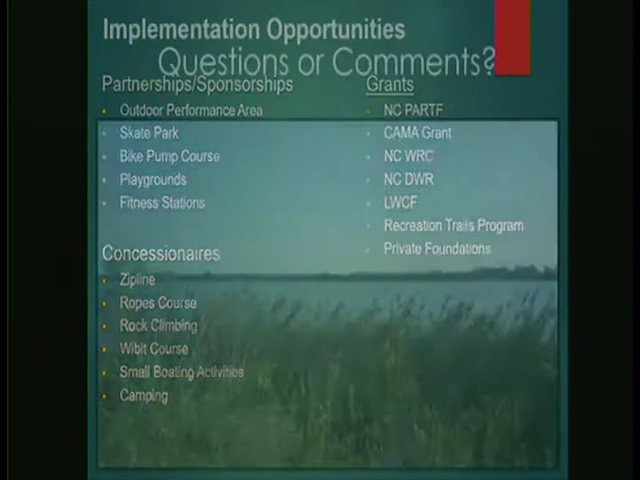 Implementation Opportunities
Questions or Comments?
Partnerships/Sponsorships
Outdoor Performance Area
Skate Park
Bike Pump Course
Playgrounds
Fitness Stations
Concessionaires
Zipline
Ropes Course
Rock Climbing
Wibit Course
Small Boating Activities
Camping
Grants
NC PARTF
CAMA Grant
NC WRC
NC DWR
LWCF
Recreation Trails Program
Private Foundations